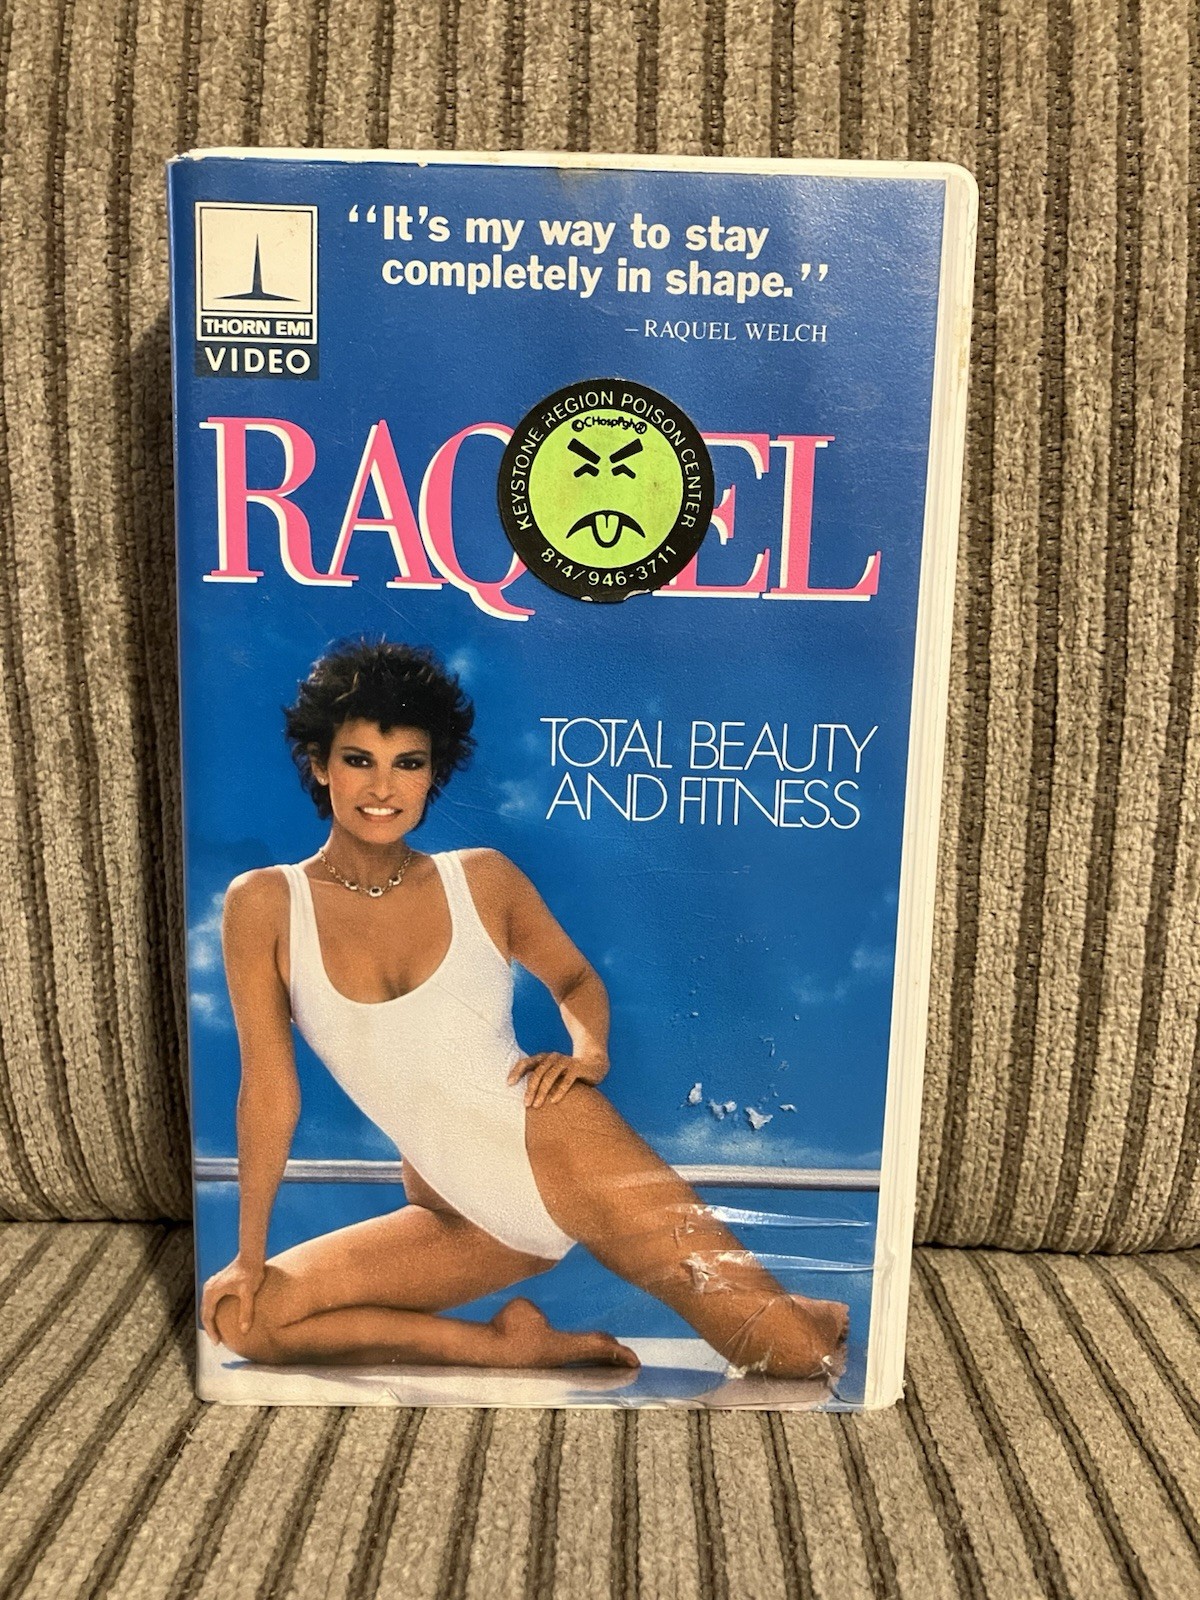 “It’s my way to stay
completely in shape.”
– RAQUEL WELCH
THORN EMI
VIDEO
RAQ EL
KEYSTONE REGION POISON CENTER
©CHospPgh®
814/946-3711
TOTAL BEAUTY
AND FITNESS